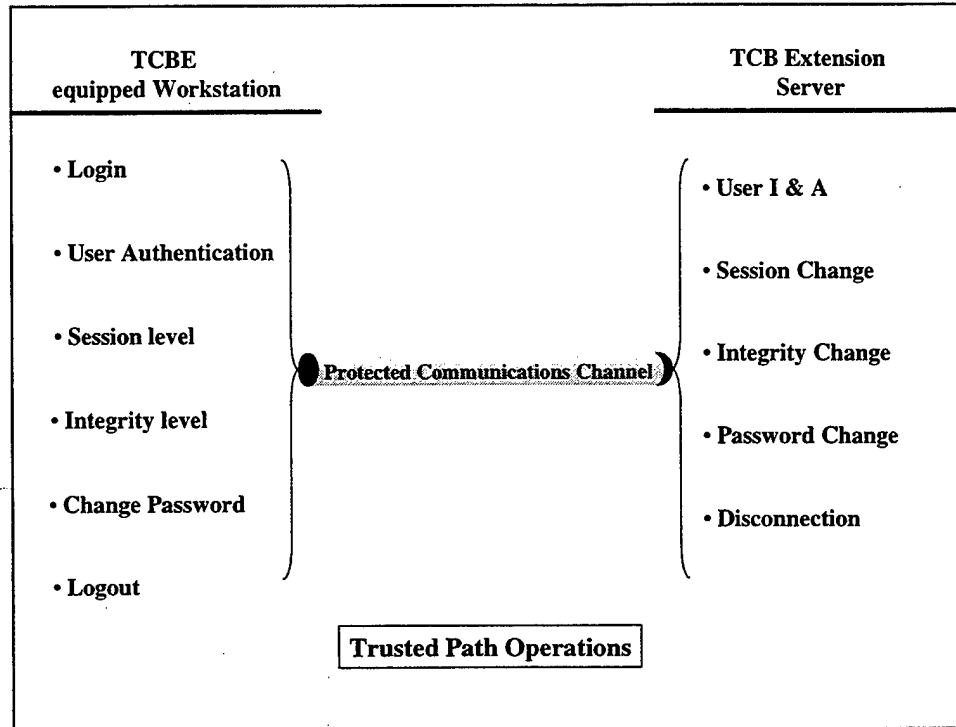 TCBE
equipped Workstation
• Login
• User Authentication
• Session level
• Integrity level
• Change Password
• Logout
Protected Communications Channel
TCB Extension
Server
• User I & A
• Session Change
• Integrity Change
• Password Change
• Disconnection
Trusted Path Operations